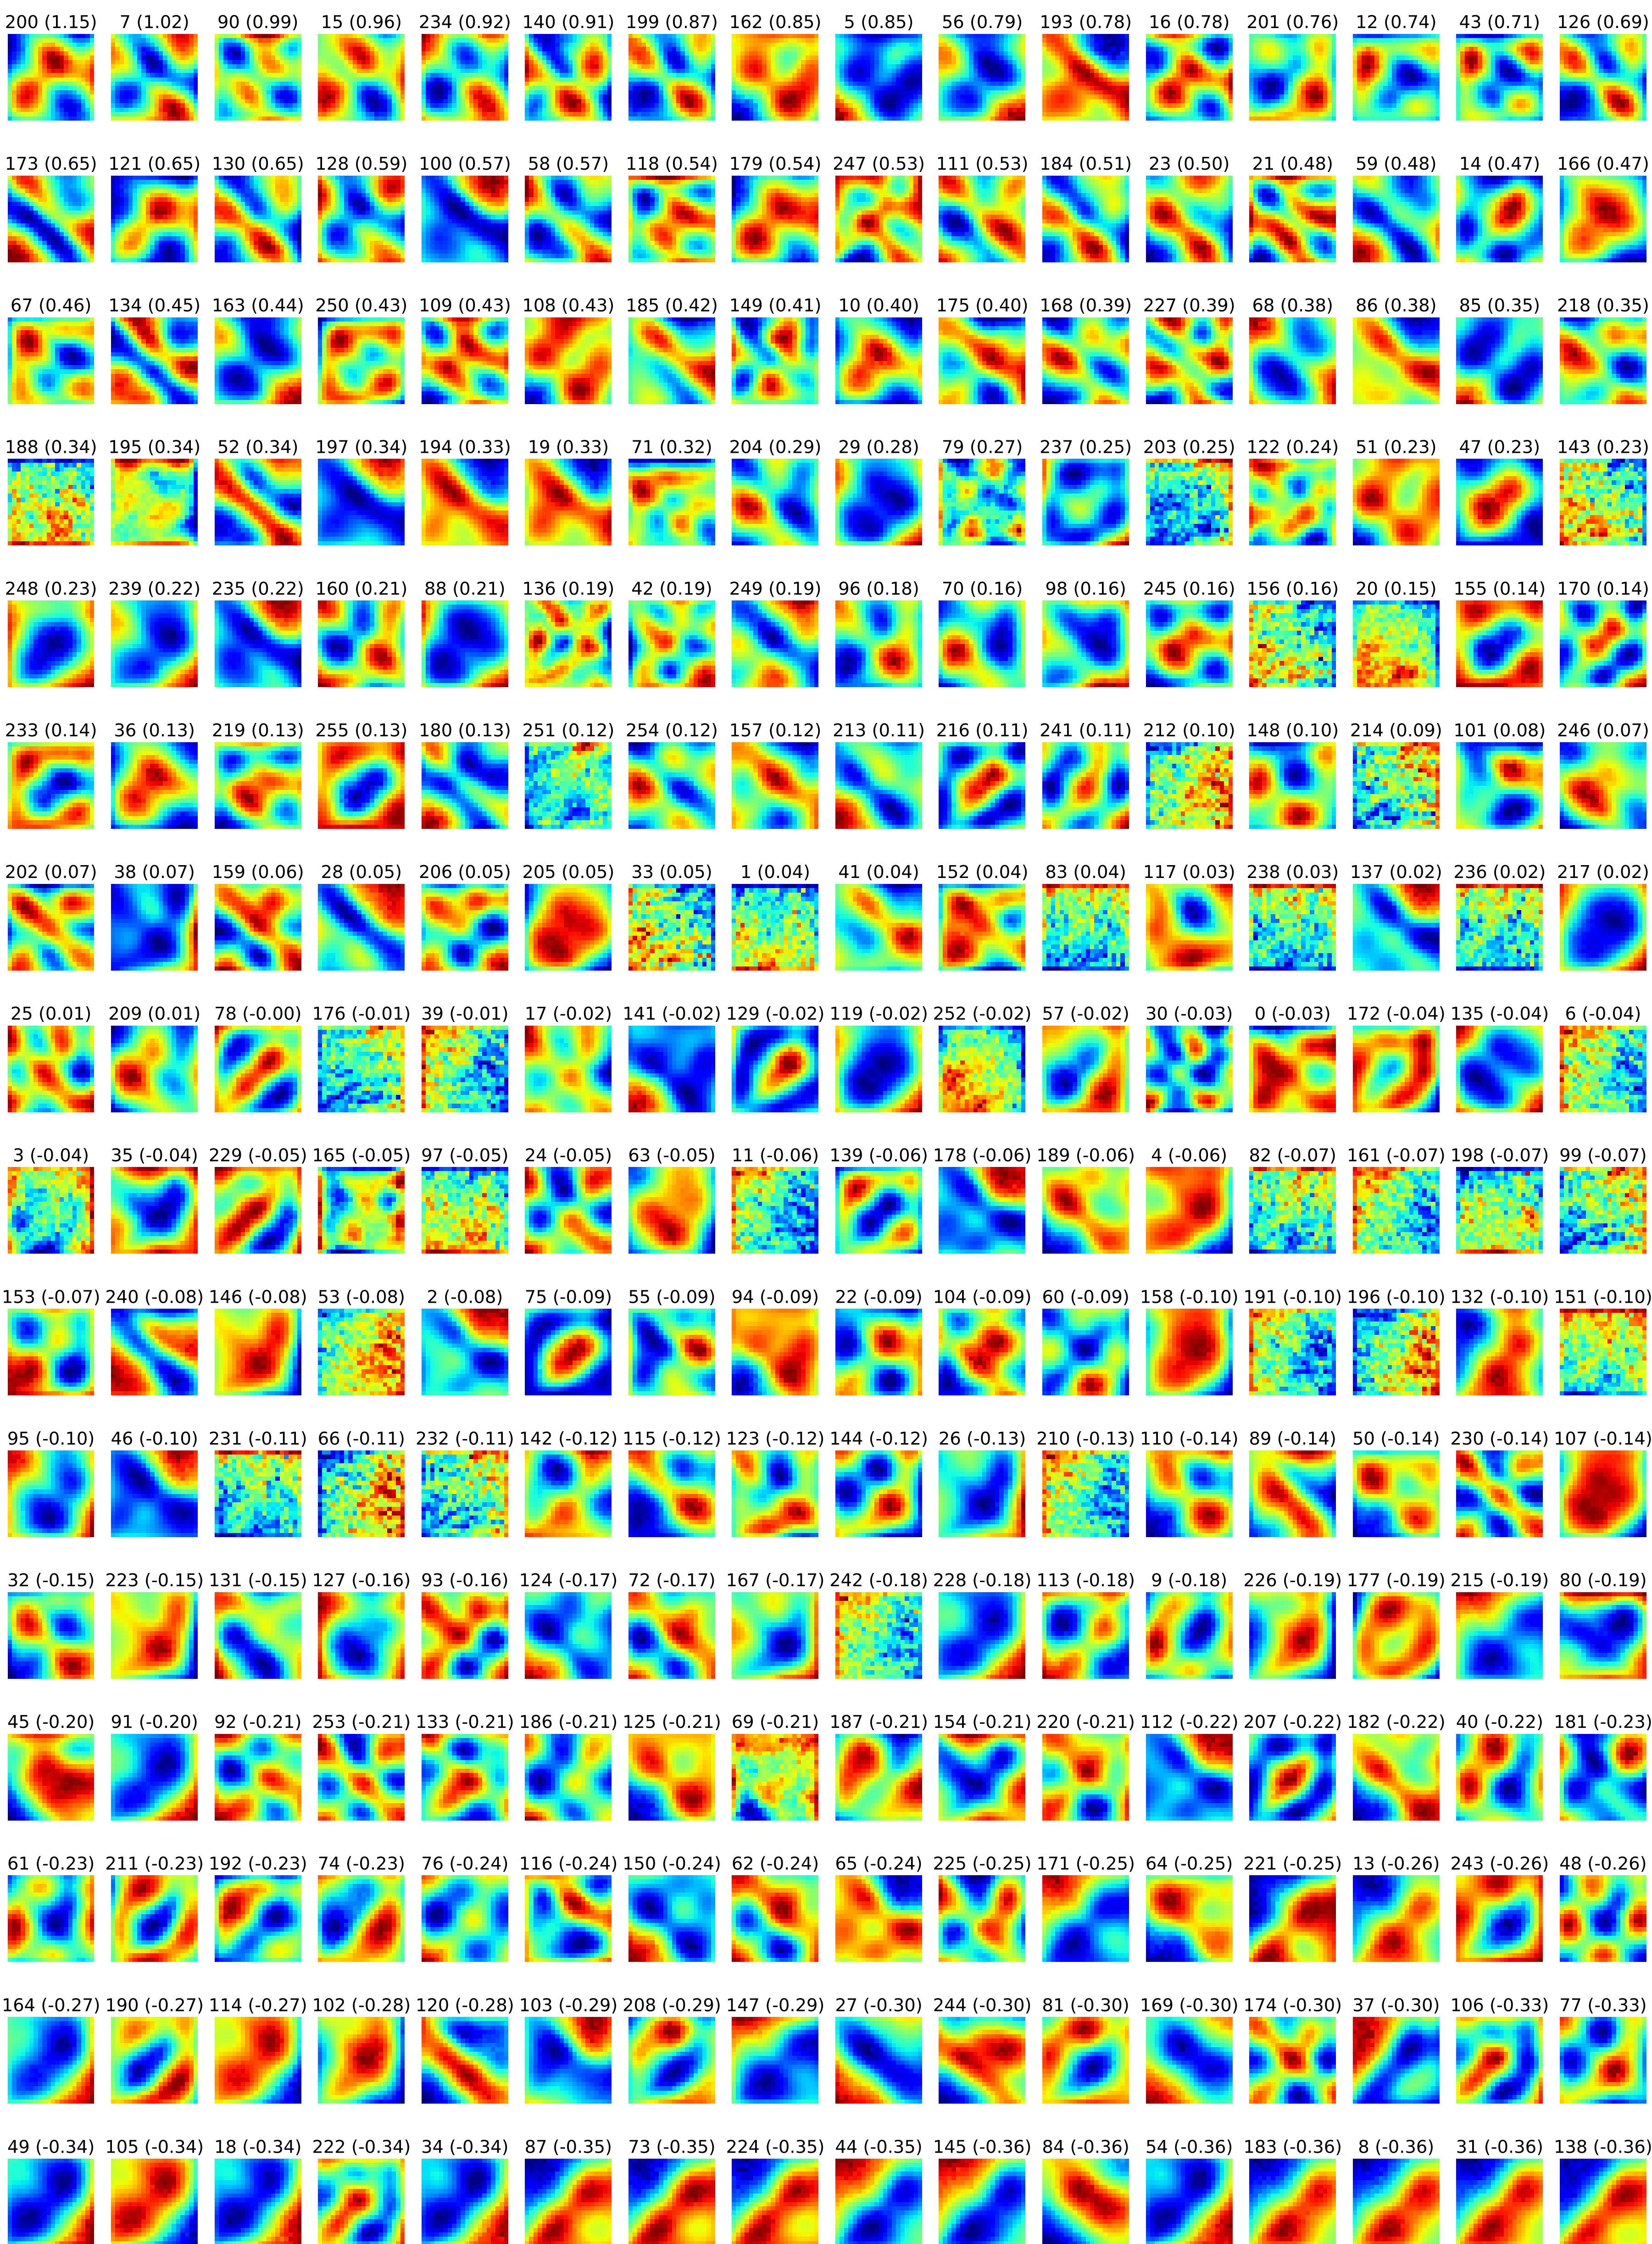 200 (1.15) 7 (1.02) 90 (0.99) 15 (0.96) 234 (0.92) 140 (0.91) 199 (0.87) 162 (0.85) 5 (0.85) 56 (0.79) 193 (0.78) 16 (0.78) 201 (0.76) 12 (0.74) 43 (0.71) 126 (0.69)
173 (0.65) 121 (0.65) 130 (0.65) 128 (0.59) 100 (0.57) 58 (0.57) 118 (0.54) 179 (0.54) 247 (0.53) 111 (0.53) 184 (0.51) 23 (0.50) 21 (0.48) 59 (0.48) 14 (0.47) 166 (0.47)
67 (0.46) 134 (0.45) 163 (0.44) 250 (0.43) 109 (0.43) 108 (0.43) 185 (0.42) 149 (0.41) 10 (0.40) 175 (0.40) 168 (0.39) 227 (0.39) 68 (0.38) 86 (0.38) 85 (0.35) 218 (0.35)
188 (0.34) 195 (0.34) 52 (0.34) 197 (0.34) 194 (0.33) 19 (0.33) 71 (0.32) 204 (0.29) 29 (0.28) 79 (0.27) 237 (0.25) 203 (0.25) 122 (0.24) 51 (0.23) 47 (0.23) 143 (0.23)
248 (0.23) 239 (0.22) 235 (0.22) 160 (0.21) 88 (0.21) 136 (0.19) 42 (0.19) 249 (0.19) 96 (0.18) 70 (0.16) 98 (0.16) 245 (0.16) 156 (0.16) 20 (0.15) 155 (0.14) 170 (0.14)
233 (0.14) 36 (0.13) 219 (0.13) 255 (0.13) 180 (0.13) 251 (0.12) 254 (0.12) 157 (0.12) 213 (0.11) 216 (0.11) 241 (0.11) 212 (0.10) 148 (0.10) 214 (0.09) 101 (0.08) 246 (0.07)
202 (0.07) 38 (0.07) 159 (0.06) 28 (0.05) 206 (0.05) 205 (0.05) 33 (0.05) 1 (0.04) 41 (0.04) 152 (0.04) 83 (0.04) 117 (0.03) 238 (0.03) 137 (0.02) 236 (0.02) 217 (0.02)
25 (0.01) 209 (0.01) 78 (-0.00) 176 (-0.01) 39 (-0.01) 17 (-0.02) 141 (-0.02) 129 (-0.02) 119 (-0.02) 252 (-0.02) 57 (-0.02) 30 (-0.03) 0 (-0.03) 172 (-0.04) 135 (-0.04) 6 (-0.04)
3 (-0.04) 35 (-0.04) 229 (-0.05) 165 (-0.05) 97 (-0.05) 24 (-0.05) 63 (-0.05) 11 (-0.06) 139 (-0.06) 178 (-0.06) 189 (-0.06) 4 (-0.06) 82 (-0.07) 161 (-0.07) 198 (-0.07) 99 (-0.07)
153 (-0.07) 240 (-0.08) 146 (-0.08) 53 (-0.08) 2 (-0.08) 75 (-0.09) 55 (-0.09) 94 (-0.09) 22 (-0.09) 104 (-0.09) 60 (-0.09) 158 (-0.10) 191 (-0.10) 196 (-0.10) 132 (-0.10) 151 (-0.10)
95 (-0.10) 46 (-0.10) 231 (-0.11) 66 (-0.11) 232 (-0.11) 142 (-0.12) 115 (-0.12) 123 (-0.12) 144 (-0.12) 26 (-0.13) 210 (-0.13) 110 (-0.14) 89 (-0.14) 50 (-0.14) 230 (-0.14) 107 (-0.14)
32 (-0.15) 223 (-0.15) 131 (-0.15) 127 (-0.16) 93 (-0.16) 124 (-0.17) 72 (-0.17) 167 (-0.17) 242 (-0.18) 228 (-0.18) 113 (-0.18) 9 (-0.18) 226 (-0.19) 177 (-0.19) 215 (-0.19) 80 (-0.19)
45 (-0.20) 91 (-0.20) 92 (-0.21) 253 (-0.21) 133 (-0.21) 186 (-0.21) 125 (-0.21) 69 (-0.21) 187 (-0.21) 154 (-0.21) 220 (-0.21) 112 (-0.22) 207 (-0.22) 182 (-0.22) 40 (-0.22) 181 (-0.23)
61 (-0.23) 211 (-0.23) 192 (-0.23) 74 (-0.23) 76 (-0.24) 116 (-0.24) 150 (-0.24) 62 (-0.24) 65 (-0.24) 225 (-0.25) 171 (-0.25) 64 (-0.25) 221 (-0.25) 13 (-0.26) 243 (-0.26) 48 (-0.26)
164 (-0.27) 190 (-0.27) 114 (-0.27) 102 (-0.28) 120 (-0.28) 103 (-0.29) 208 (-0.29) 147 (-0.29) 27 (-0.30) 244 (-0.30) 81 (-0.30) 169 (-0.30) 174 (-0.30) 37 (-0.30) 106 (-0.33) 77 (-0.33)
49 (-0.34) 105 (-0.34) 18 (-0.34) 222 (-0.34) 34 (-0.34) 87 (-0.35) 73 (-0.35) 224 (-0.35) 44 (-0.35) 145 (-0.36) 84 (-0.36) 54 (-0.36) 183 (-0.36) 8 (-0.36) 31 (-0.36) 138 (-0.36)